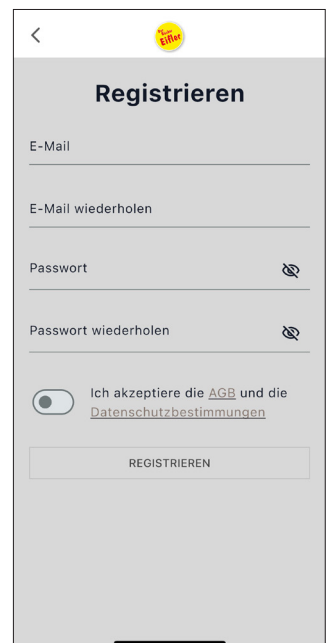 Eifler
Registrieren
E-Mail
E-Mail wiederholen
Passwort
Passwort wiederholen
Ich akzeptiere die AGB und die
Datenschutzbestimmungen
REGISTRIEREN